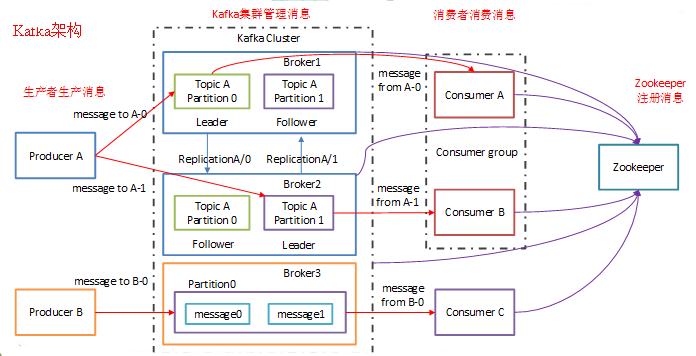 Kafka架构
Kafka集群管理消息
消费者消费消息
生产者生产消息
Zookeeper
注册消息
Kafka Cluster
Broker1
Topic A
Partition 0
Topic A
Partition 1
Leader
Follower
message to A-0
Producer A
message to A-1
ReplicationA/0
ReplicationA/1
Broker2
Topic A
Partition 0
Topic A
Partition 1
Follower
Leader
message
from A-0
Consumer A
Consumer group
message
from A-1
Consumer B
Zookeeper
Broker3
Partition0
message0
message1
message to B-0
Producer B
message
from B-0
Consumer C